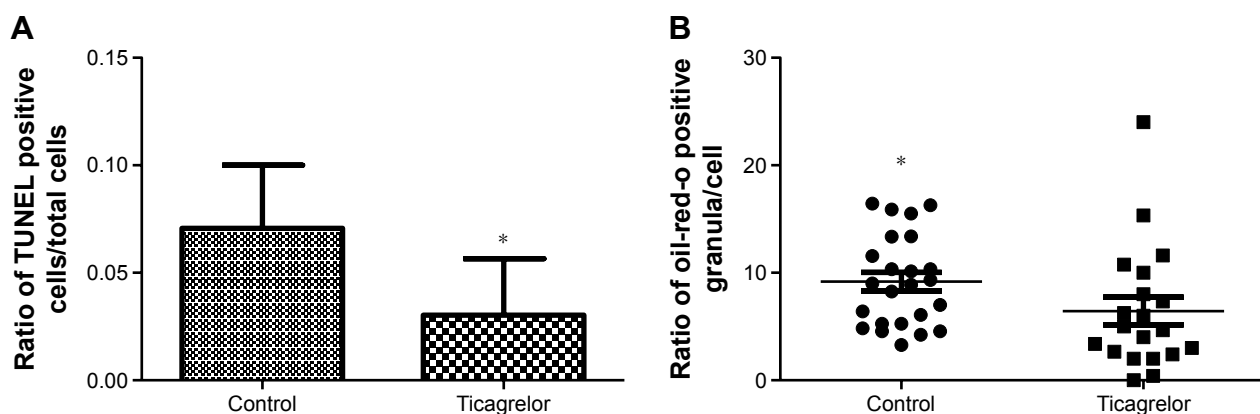 A
Ratio of TUNEL positive
cells/total cells
0.15
0.10
0.05
0.00
*
Control
Ticagrelor
B
Ratio of oil-red-o positive
granula/cell
30
20
10
0
*
Control
Ticagrelor